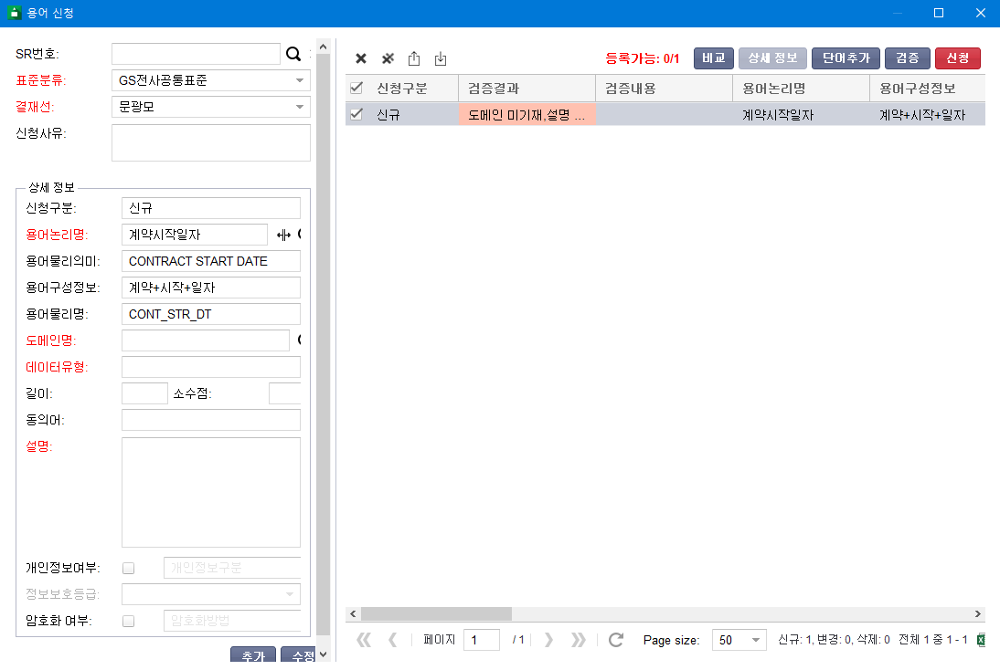 용어 신청
SR번호:
표준분류: GS전사공통표준
결재선: 문광모
신청사유:
상세 정보
신청구분: 신규
용어논리명: 계약시작일자
용어물리의미: CONTRACT START DATE
용어구성정보: 계약+시작+일자
용어물리명: CONT_STR_DT
도메인명:
데이터유형:
길이: 소수점:
동의어:
설명:
개인정보여부: 개인정보구분
정보보호등급:
암호화 여부: 암호화방법
추가 수정
등록가능: 0/1 비교 상세 정보 단어추가 검증 신청
신청구분 검증결과 검증내용 용어논리명 용어구성정보
신규 도메인 미기재,설명 ... 계약시작일자 계약+시작+일자
페이지 1 / 1 Page size: 50 신규: 1, 변경: 0, 삭제: 0 전체 1 중 1 - 1